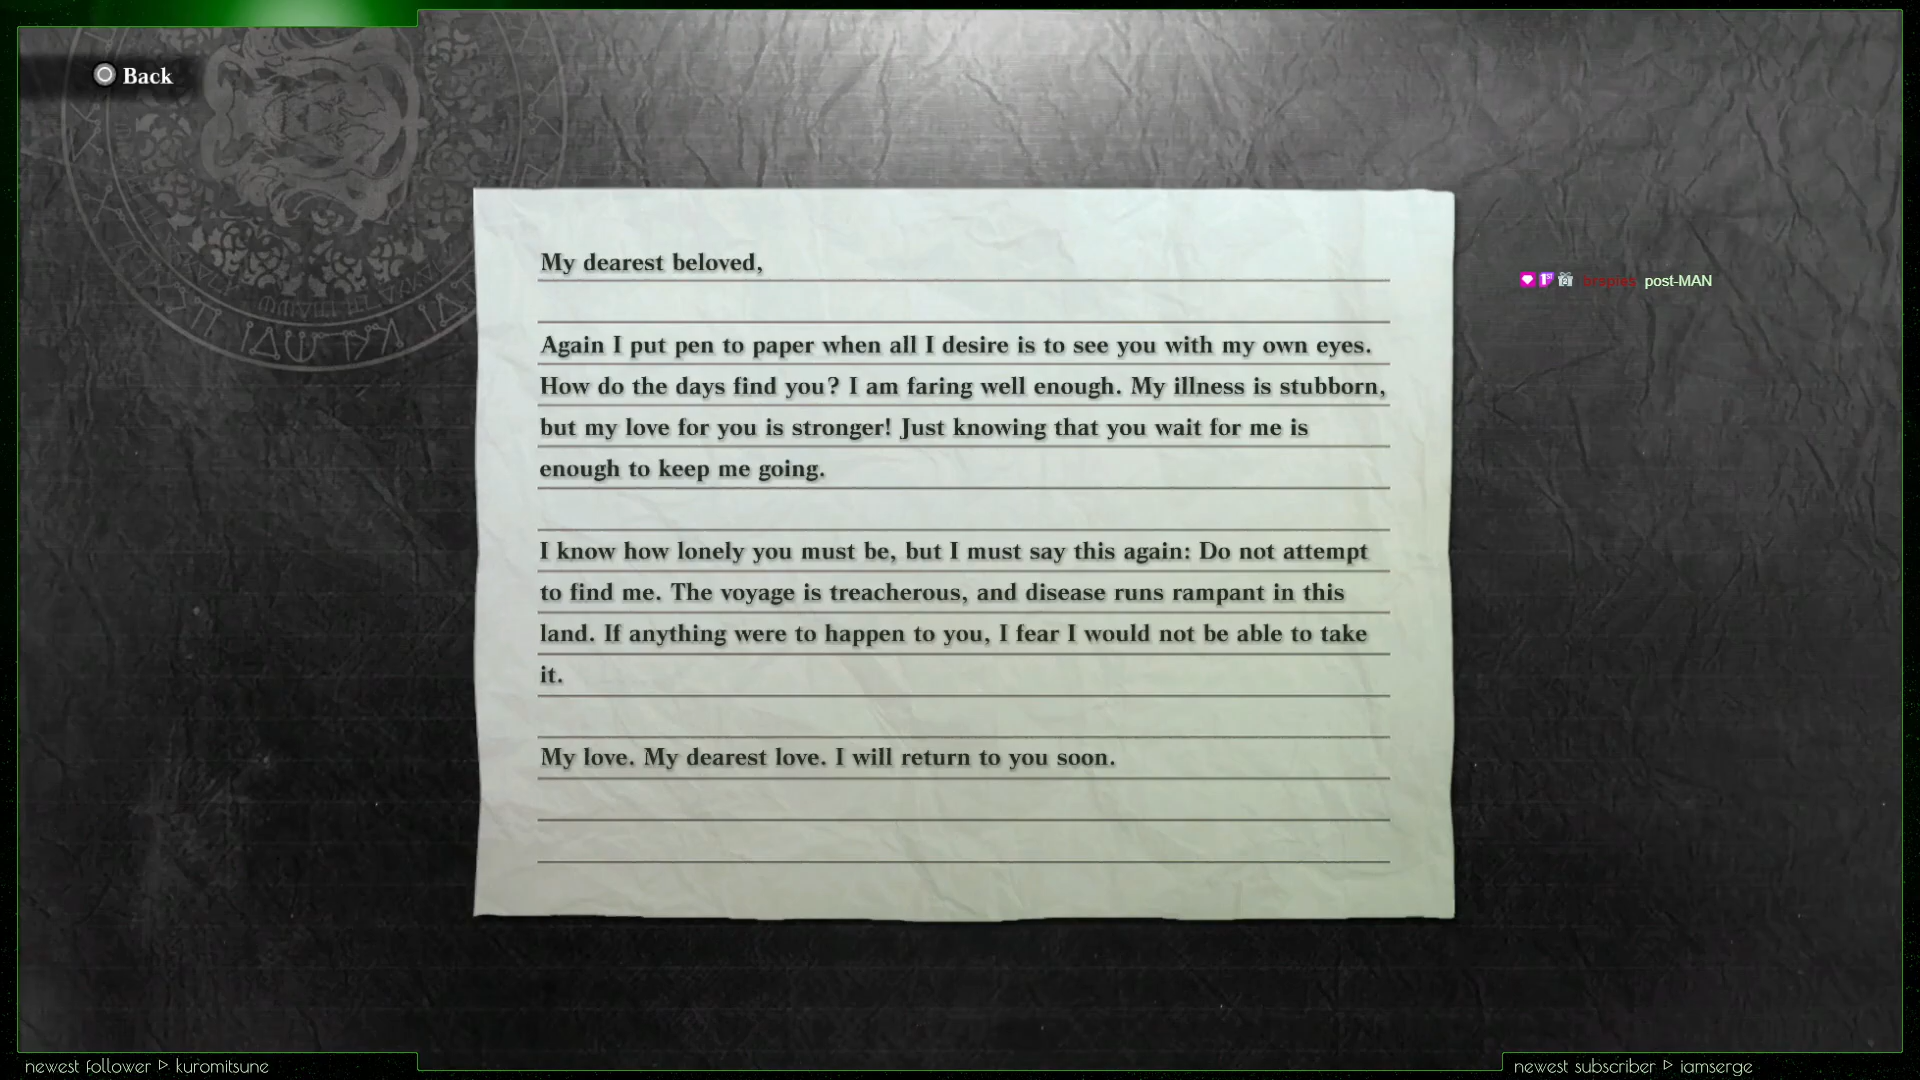 Back
My dearest beloved,
Again I put pen to paper when all I desire is to see you with my own eyes.
How do the days find you? I am faring well enough. My illness is stubborn,
but my love for you is stronger! Just knowing that you wait for me is
enough to keep me going.
I know how lonely you must be, but I must say this again: Do not attempt
to find me. The voyage is treacherous, and disease runs rampant in this
land. If anything were to happen to you, I fear I would not be able to take
it.
My love. My dearest love. I will return to you soon.
post-MAN
newest follower ▷ kuromitsune
newest subscriber ▷ iamserge